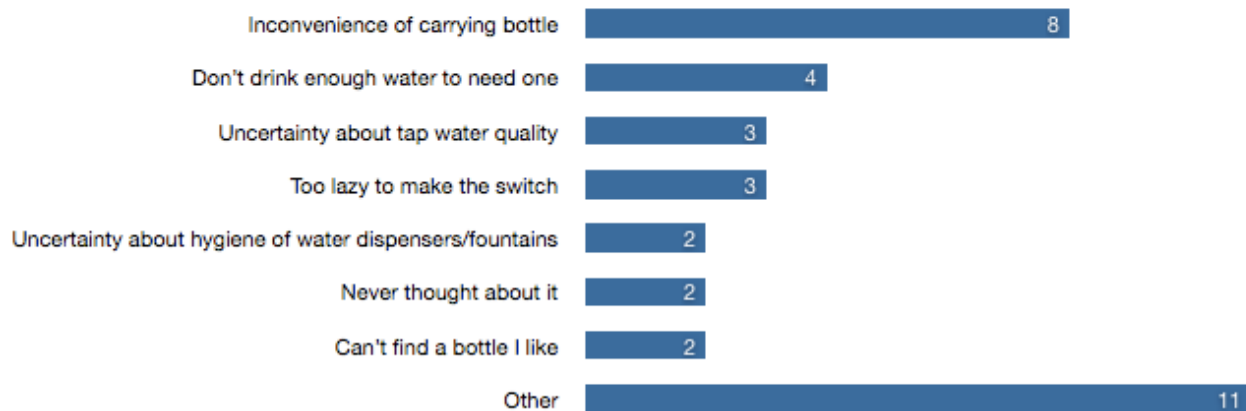 Inconvenience of carrying bottle 8
Don't drink enough water to need one 4
Uncertainty about tap water quality 3
Too lazy to make the switch 3
Uncertainty about hygiene of water dispensers/fountains 2
Never thought about it 2
Can't find a bottle I like 2
Other 11